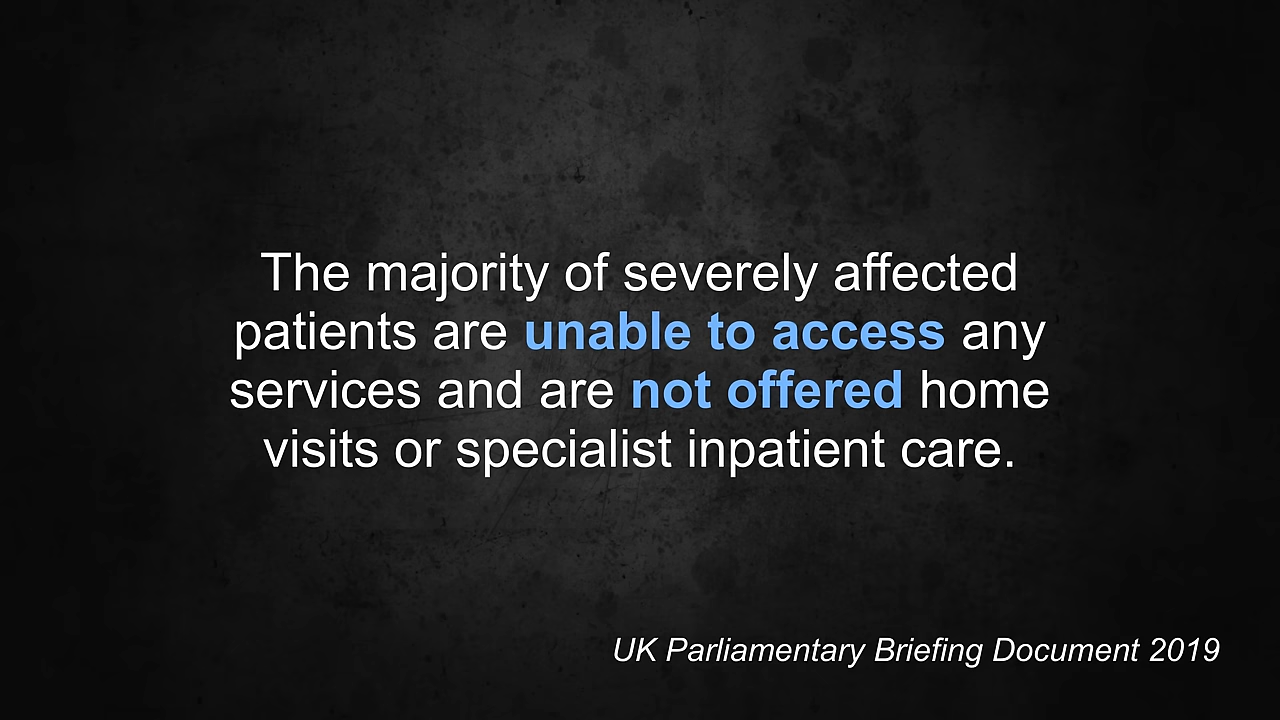 The majority of severely affected
patients are unable to access any
services and are not offered home
visits or specialist inpatient care.
UK Parliamentary Briefing Document 2019